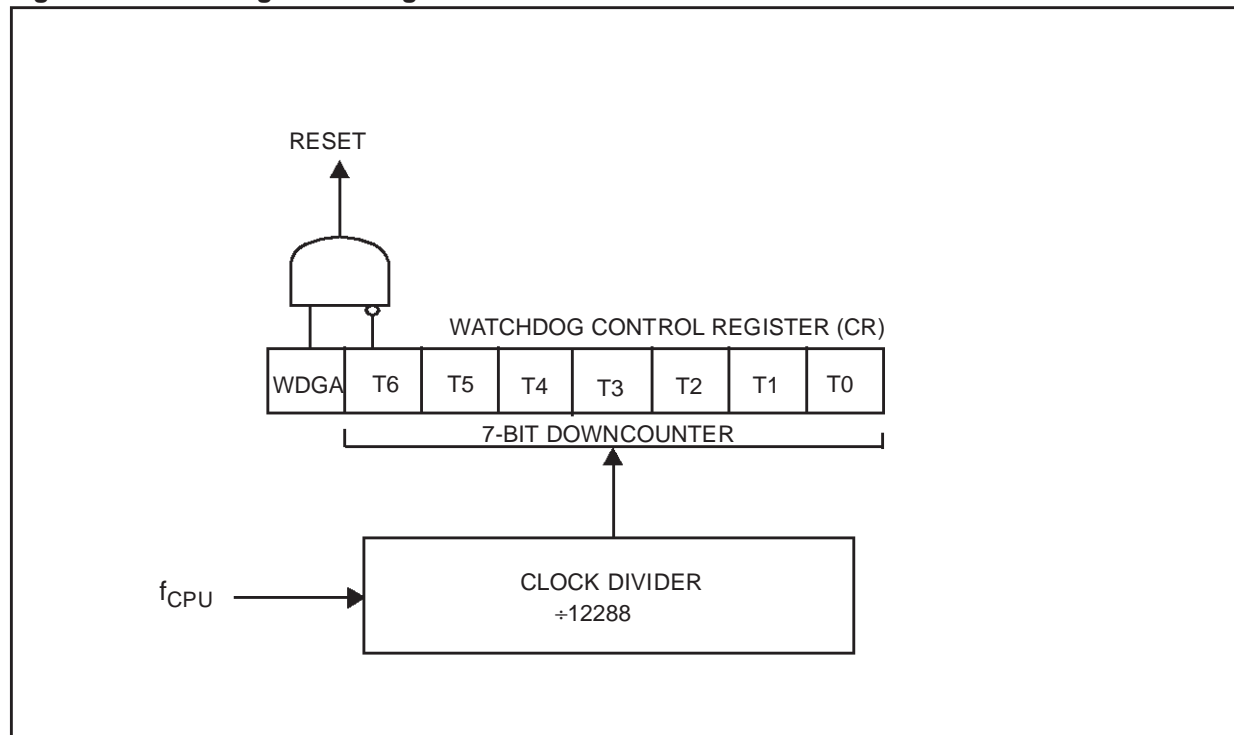 RESET
WATCHDOG CONTROL REGISTER (CR)
WDGA T6 T5 T4 T3 T2 T1 T0
7-BIT DOWNCOUNTER
fCPU
CLOCK DIVIDER
÷12288